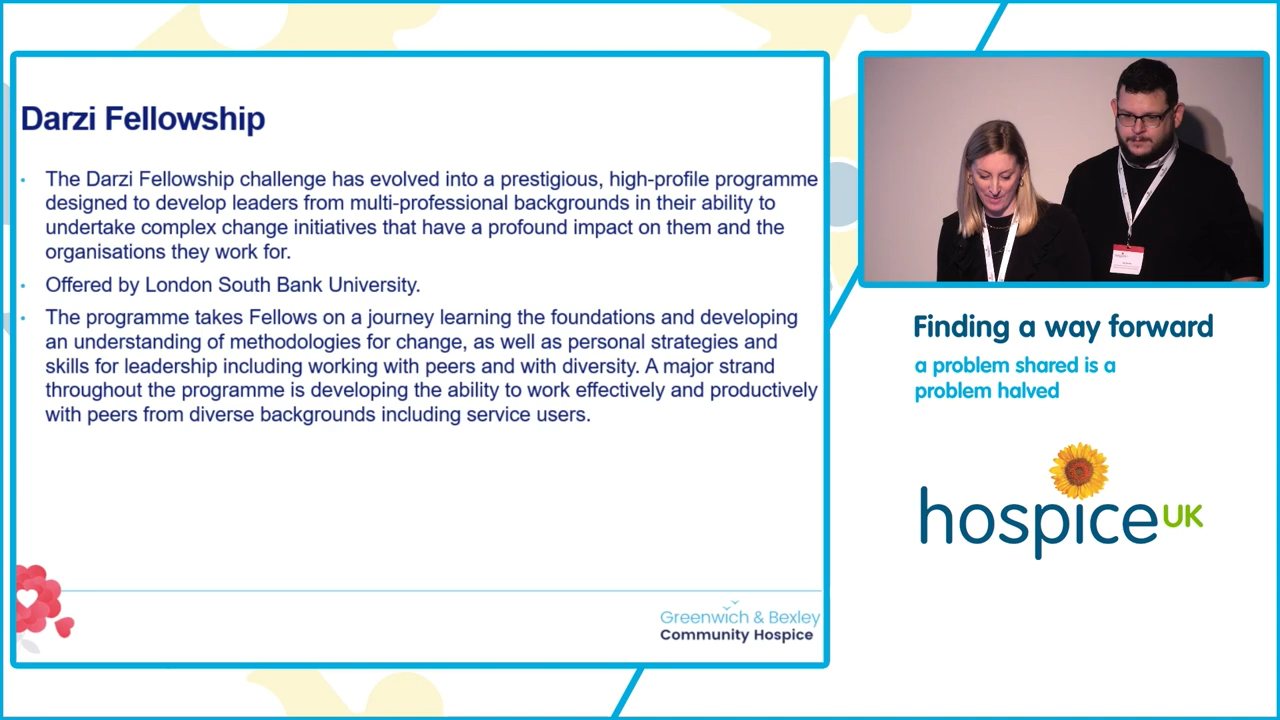 Darzi Fellowship
• The Darzi Fellowship challenge has evolved into a prestigious, high-profile programme
designed to develop leaders from multi-professional backgrounds in their ability to
undertake complex change initiatives that have a profound impact on them and the
organisations they work for.
• Offered by London South Bank University.
• The programme takes Fellows on a journey learning the foundations and developing
an understanding of methodologies for change, as well as personal strategies and
skills for leadership including working with peers and with diversity. A major strand
throughout the programme is developing the ability to work effectively and productively
with peers from diverse backgrounds including service users.
Greenwich & Bexley
Community Hospice
Finding a way forward
a problem shared is a
problem halved
hospice UK